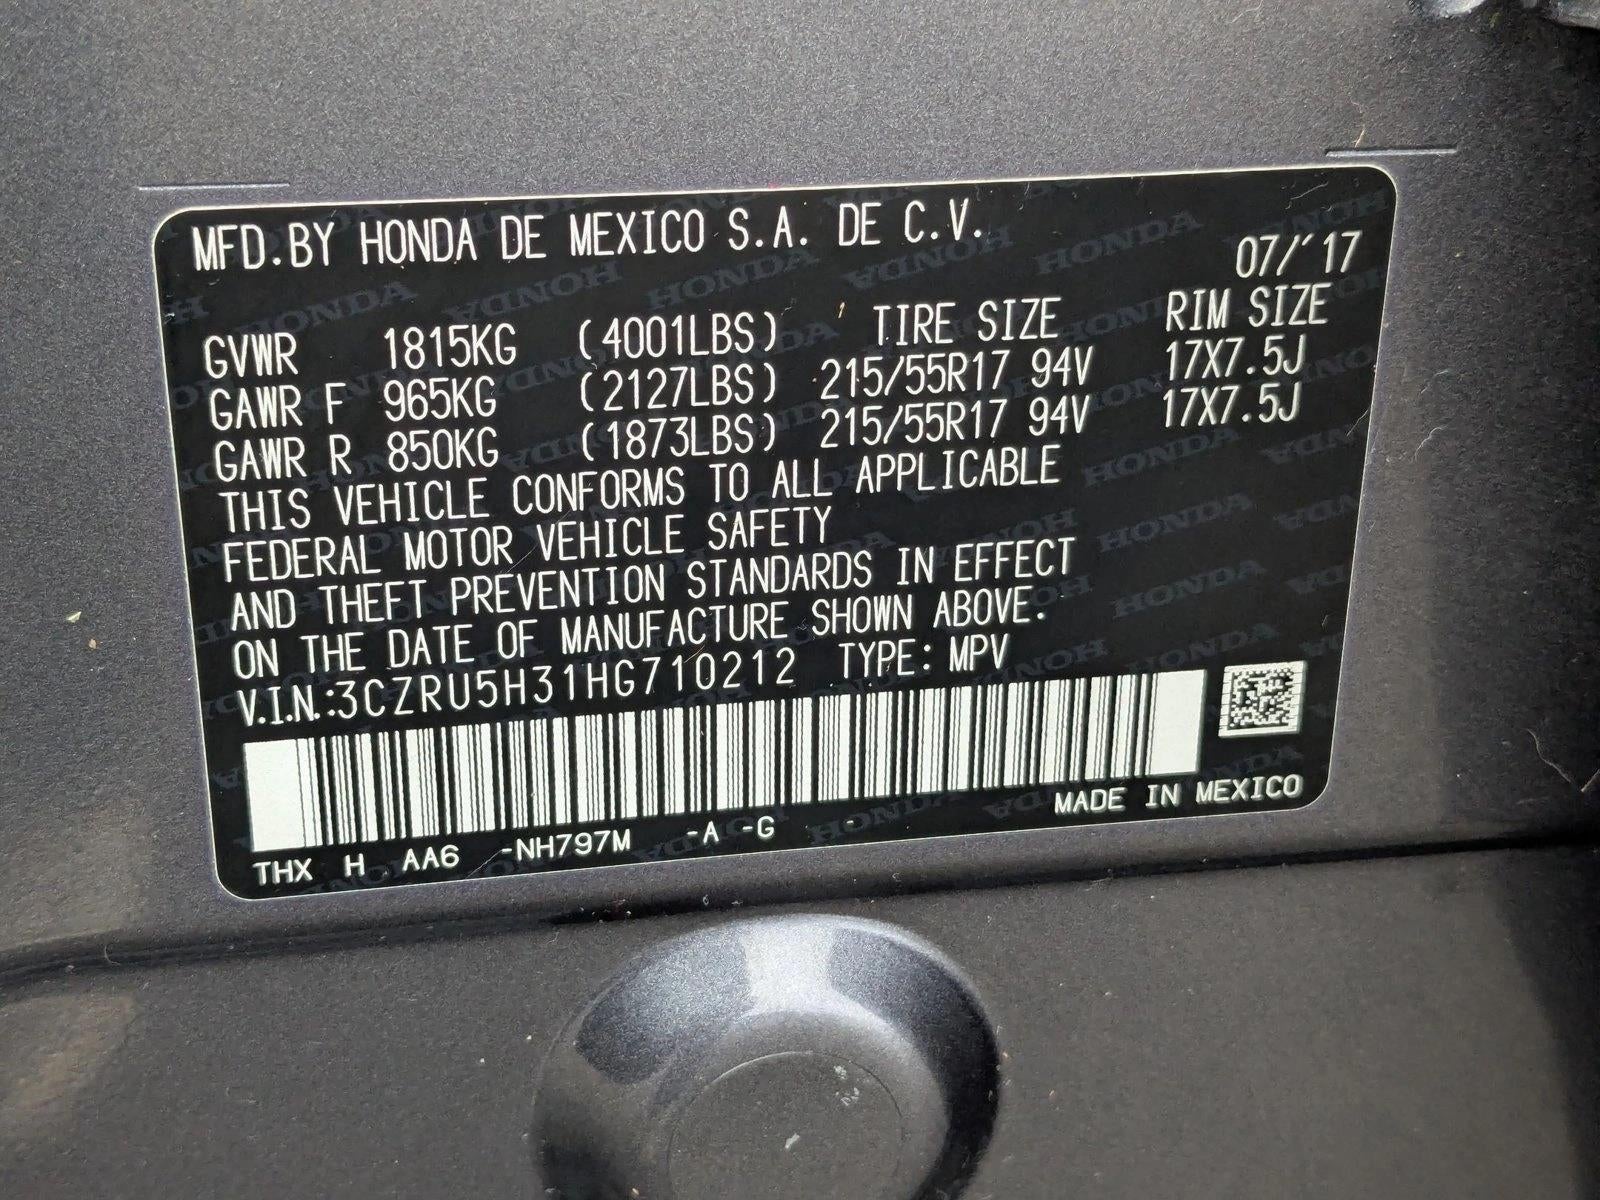 MFD.BY HONDA DE MEXICO S.A. DE C.V.
07/'17
GVWR 1815KG (4001LBS) TIRE SIZE RIM SIZE
GAWR F 965KG (2127LBS) 215/55R17 94V 17X7.5J
GAWR R 850KG (1873LBS) 215/55R17 94V 17X7.5J
THIS VEHICLE CONFORMS TO ALL APPLICABLE
FEDERAL MOTOR VEHICLE SAFETY
AND THEFT PREVENTION STANDARDS IN EFFECT
ON THE DATE OF MANUFACTURE SHOWN ABOVE.
V.I.N.:3CZRU5H31HG710212 TYPE: MPV
MADE IN MEXICO
THX H AA6 -NH797M -A -G -